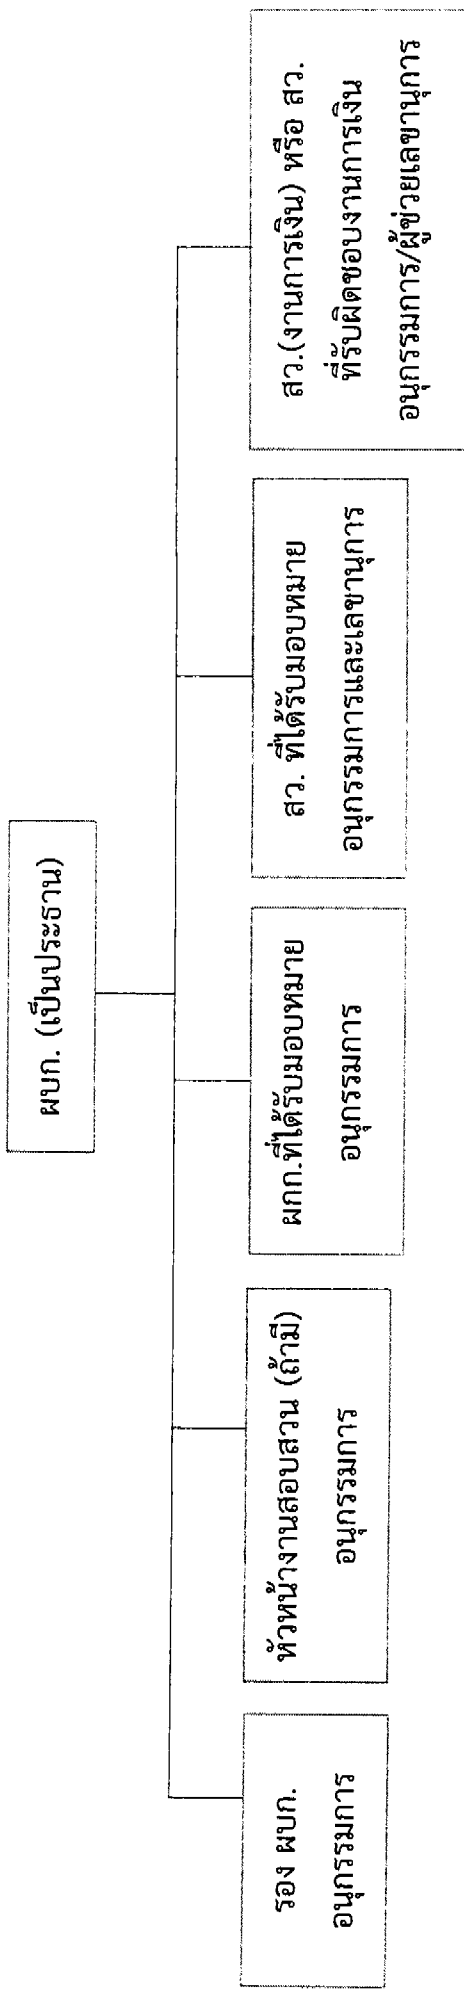 ผบก. (เป็นประธาน)
รอง ผบก.
อนุกรรมการ
หัวหน้างานสอบสวน (ถ้ามี)
อนุกรรมการ
ผกก.ที่ได้รับมอบหมาย
อนุกรรมการ
สว. ที่ได้รับมอบหมาย
อนุกรรมการและเลขานุการ
สว.(งานการเงิน) หรือ สว.
ที่รับผิดชอบงานการเงิน
อนุกรรมการ/ผู้ช่วยเลขานุการ